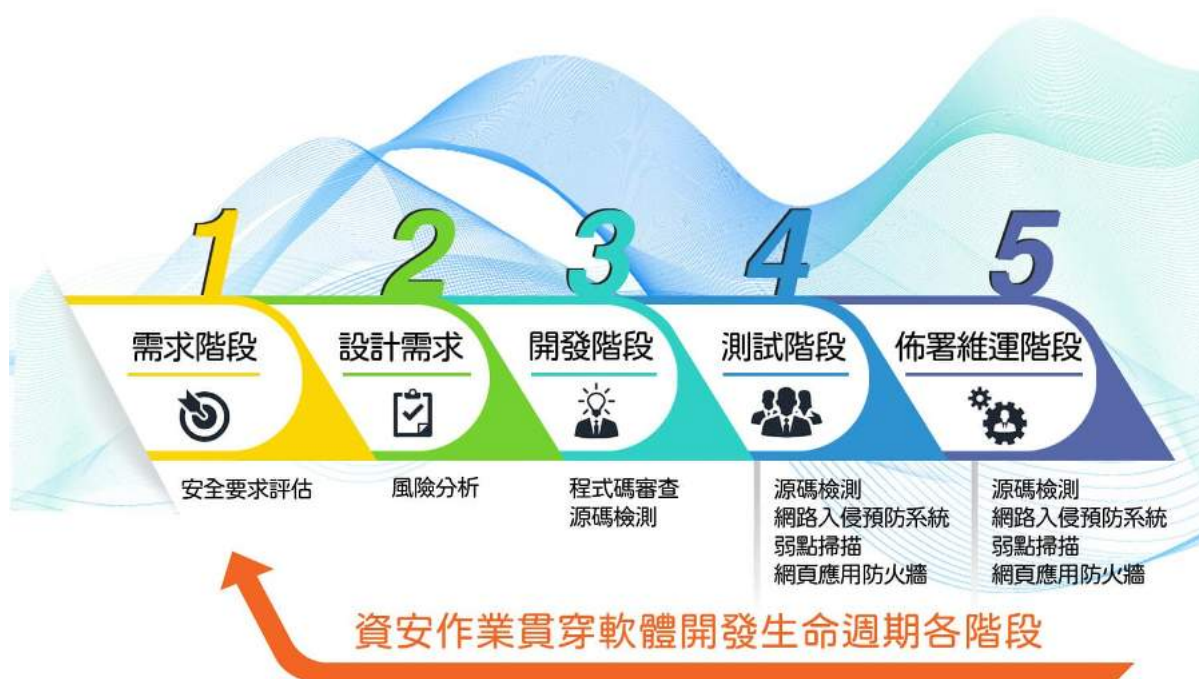 1
2
3
4
5
需求階段
設計需求
開發階段
測試階段
佈署維運階段
安全要求評估
風險分析
程式碼審查
源碼檢測
源碼檢測
網路入侵預防系統
弱點掃描
網頁應用防火牆
源碼檢測
網路入侵預防系統
弱點掃描
網頁應用防火牆
資安作業貫穿軟體開發生命週期各階段